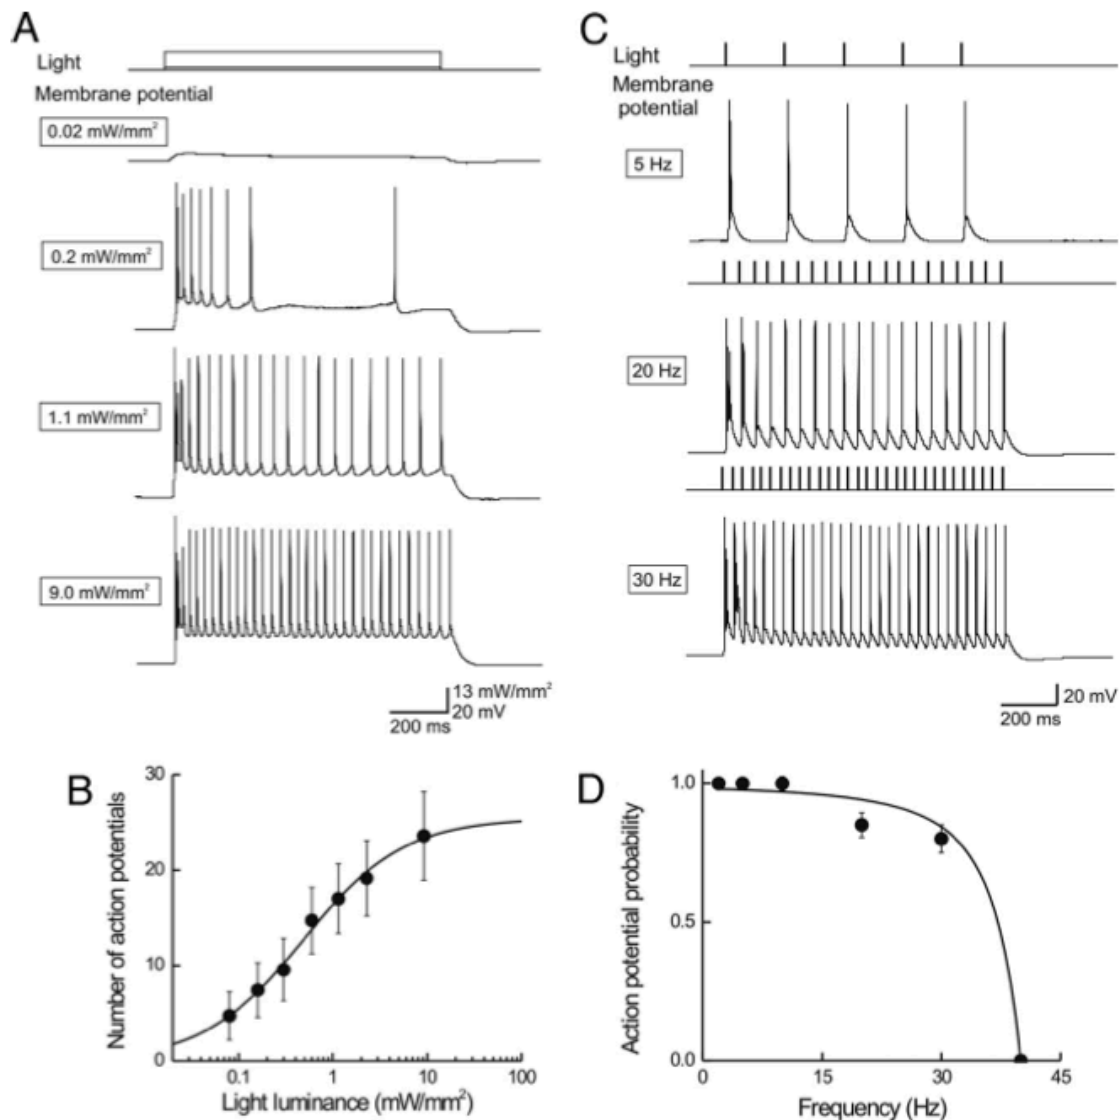 A
Light
Membrane potential
0.02 mW/mm²
0.2 mW/mm²
1.1 mW/mm²
9.0 mW/mm²
13 mW/mm²
20 mV
200 ms
C
Light
Membrane
potential
5 Hz
20 Hz
30 Hz
20 mV
200 ms
B
Number of action potentials
30
20
10
0
0.1
1
10
100
Light luminance (mW/mm²)
D
Action potential probability
1.0
0.5
0.0
0
15
30
45
Frequency (Hz)